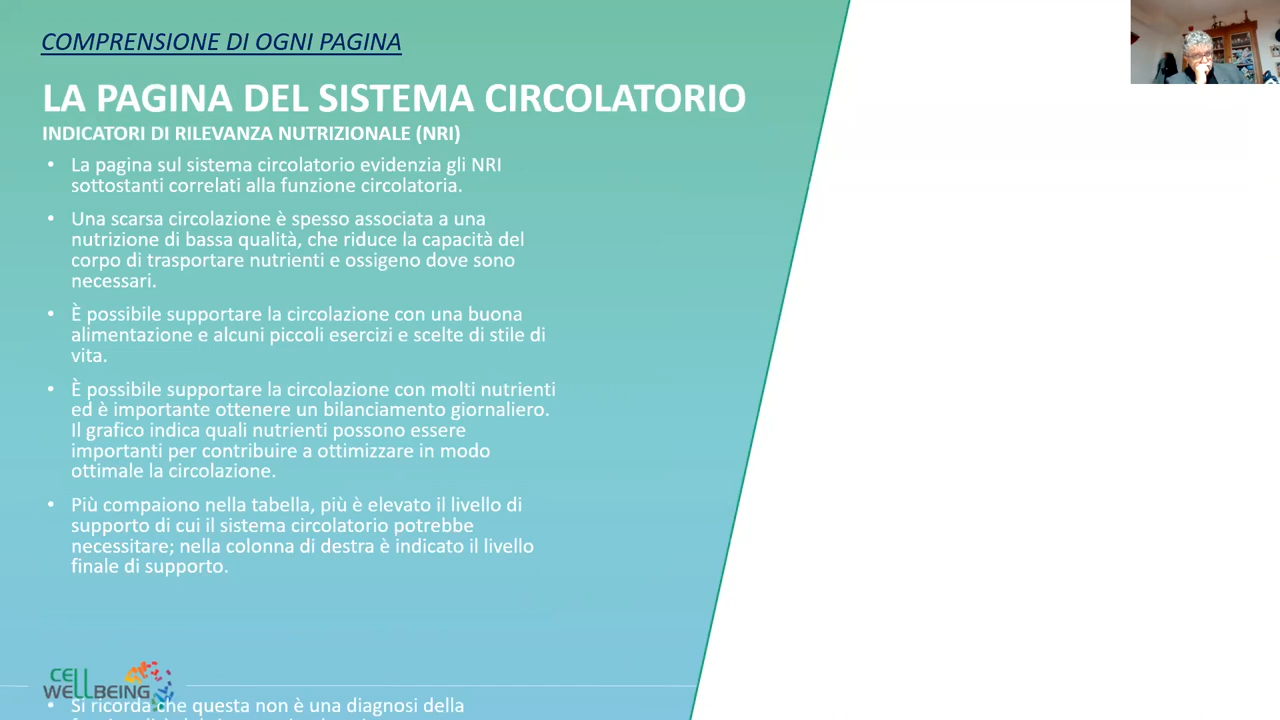 COMPRENSIONE DI OGNI PAGINA
LA PAGINA DEL SISTEMA CIRCOLATORIO
INDICATORI DI RILEVANZA NUTRIZIONALE (NRI)
• La pagina sul sistema circolatorio evidenzia gli NRI
sottostanti correlati alla funzione circolatoria.
• Una scarsa circolazione è spesso associata a una
nutrizione di bassa qualità, che riduce la capacità del
corpo di trasportare nutrienti e ossigeno dove sono
necessari.
• È possibile supportare la circolazione con una buona
alimentazione e alcuni piccoli esercizi e scelte di stile di
vita.
• È possibile supportare la circolazione con molti nutrienti
ed è importante ottenere un bilanciamento giornaliero.
Il grafico indica quali nutrienti possono essere
importanti per contribuire a ottimizzare in modo
ottimale la circolazione.
• Più compaiono nella tabella, più è elevato il livello di
supporto di cui il sistema circolatorio potrebbe
necessitare; nella colonna di destra è indicato il livello
finale di supporto.
CELL
WELLBEING
• Si ricorda che questa non è una diagnosi della